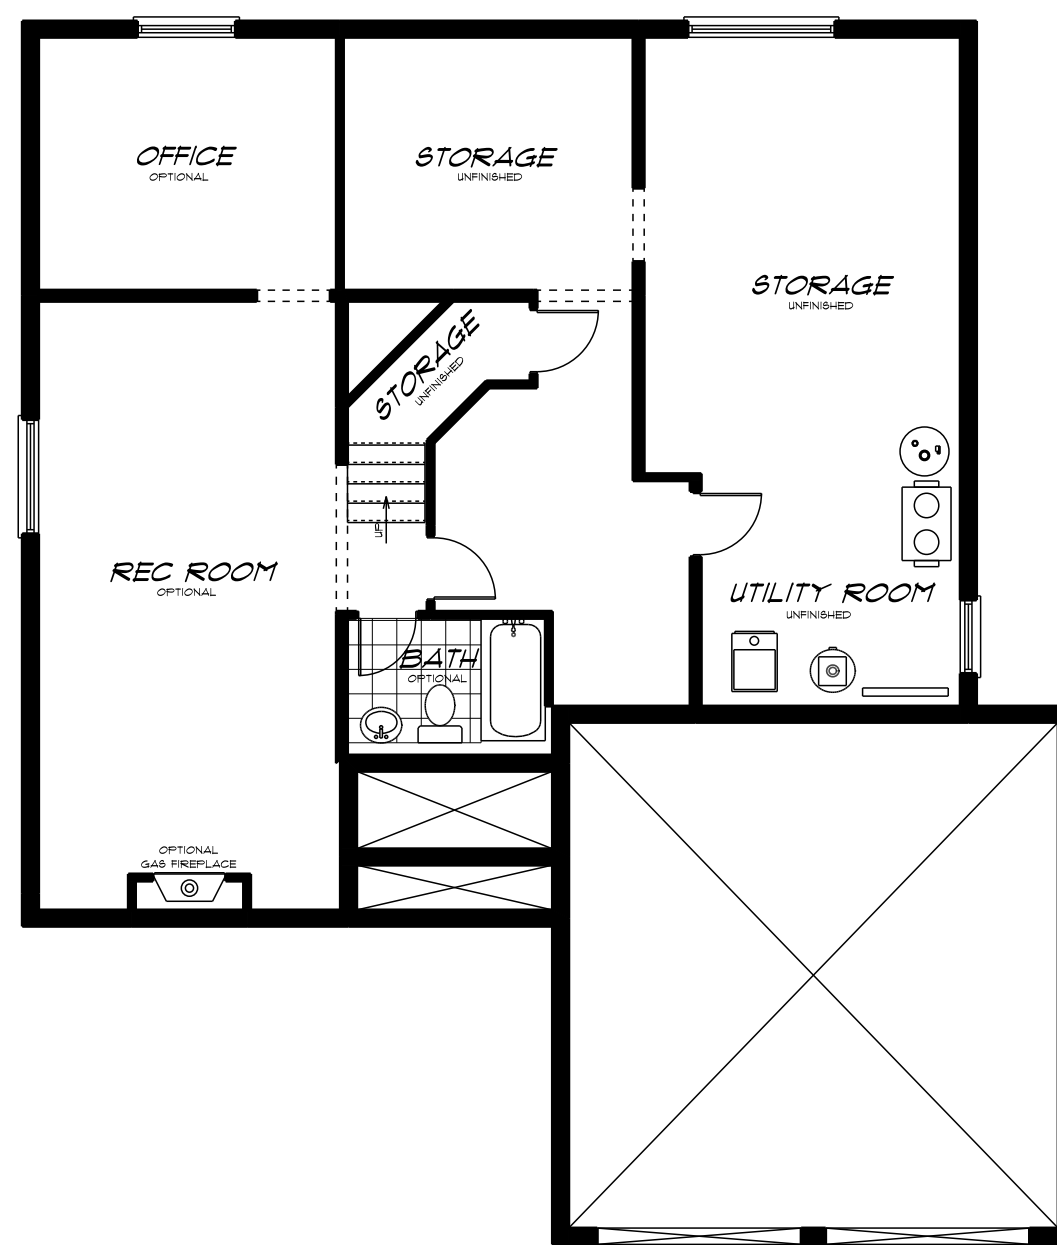 OFFICE
OPTIONAL
STORAGE
UNFINISHED
STORAGE
UNFINISHED
STORAGE
UNFINISHED
UP
REC ROOM
OPTIONAL
UTILITY ROOM
UNFINISHED
BATH
OPTIONAL
OPTIONAL
GAS FIREPLACE